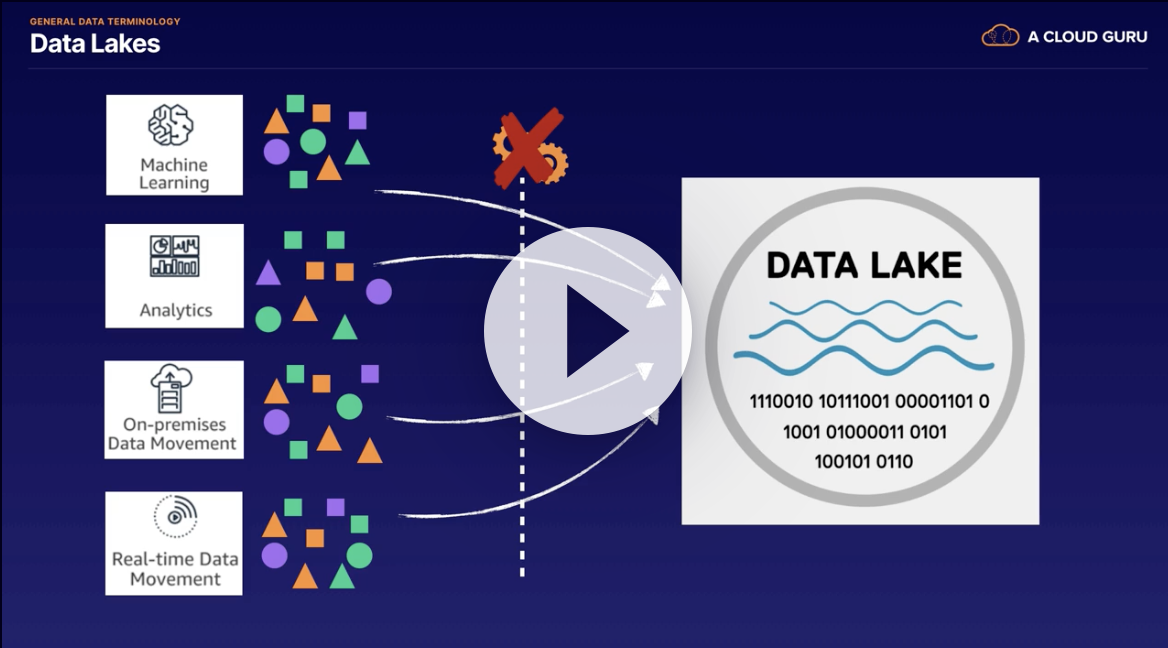 GENERAL DATA TERMINOLOGY
Data Lakes
A CLOUD GURU
Machine
Learning
Analytics
On-premises
Data Movement
Real-time Data
Movement
DATA LAKE
1110010 10111001 00001101 0
1001 01000011 0101
100101 0110